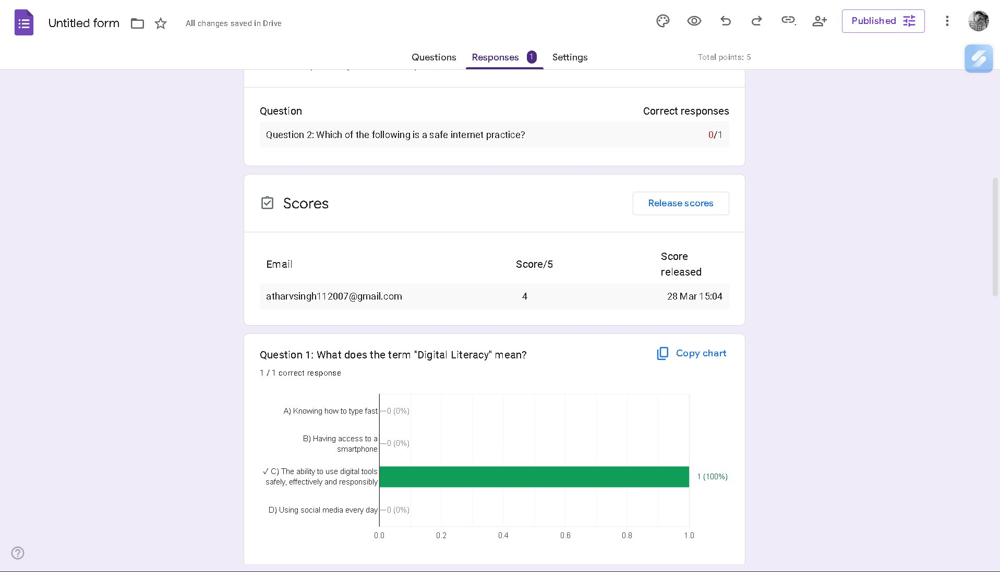 Untitled form
All changes saved in Drive
Published
Questions
Responses 1
Settings
Total points: 5
Question
Correct responses
Question 2: Which of the following is a safe internet practice?
0/1
Scores
Release scores
Email
Score/5
Score
released
atharvsingh112007@gmail.com
4
28 Mar 15:04
Question 1: What does the term "Digital Literacy" mean?
Copy chart
1 / 1 correct response
A) Knowing how to type fast
0 (0%)
B) Having access to a
smartphone
0 (0%)
✓ C) The ability to use digital tools
safely, effectively and responsibly
1 (100%)
D) Using social media every day
0 (0%)
0.0 0.2 0.4 0.6 0.8 1.0